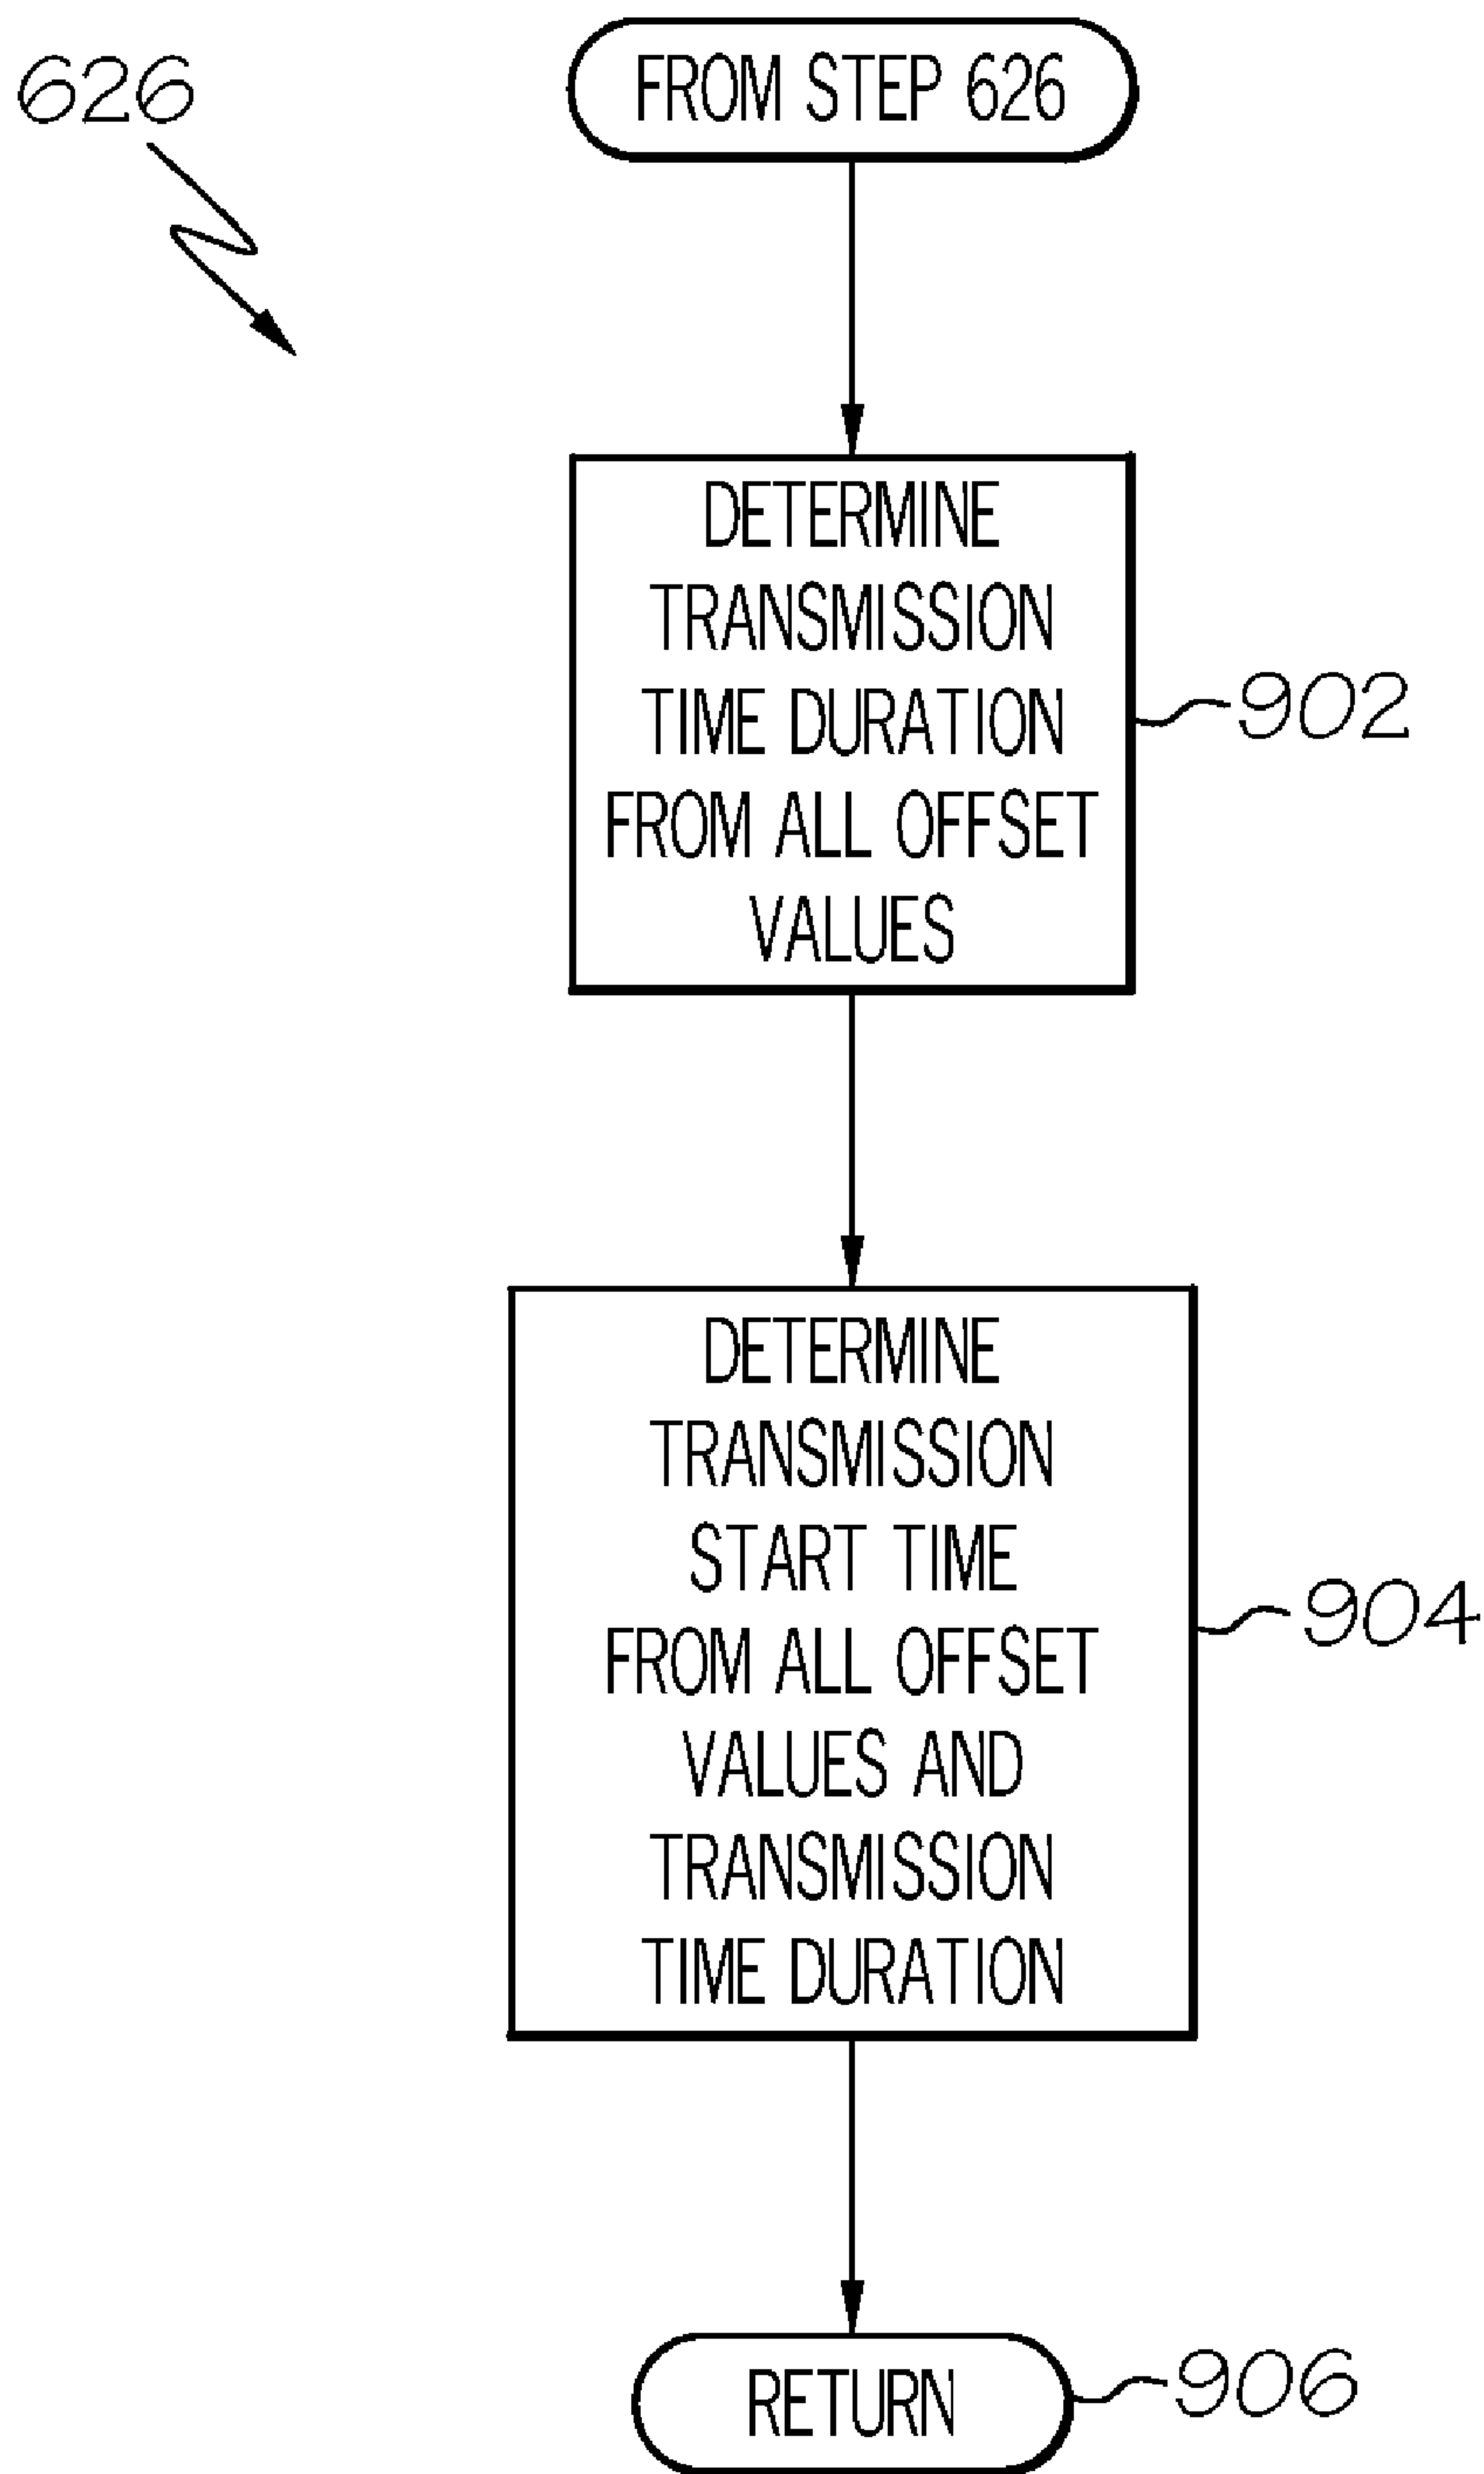 626
FROM STEP 626
DETERMINE
TRANSMISSION
TIME DURATION
FROM ALL OFFSET
VALUES
902
DETERMINE
TRANSMISSION
START TIME
FROM ALL OFFSET
VALUES AND
TRANSMISSION
TIME DURATION
904
RETURN
906